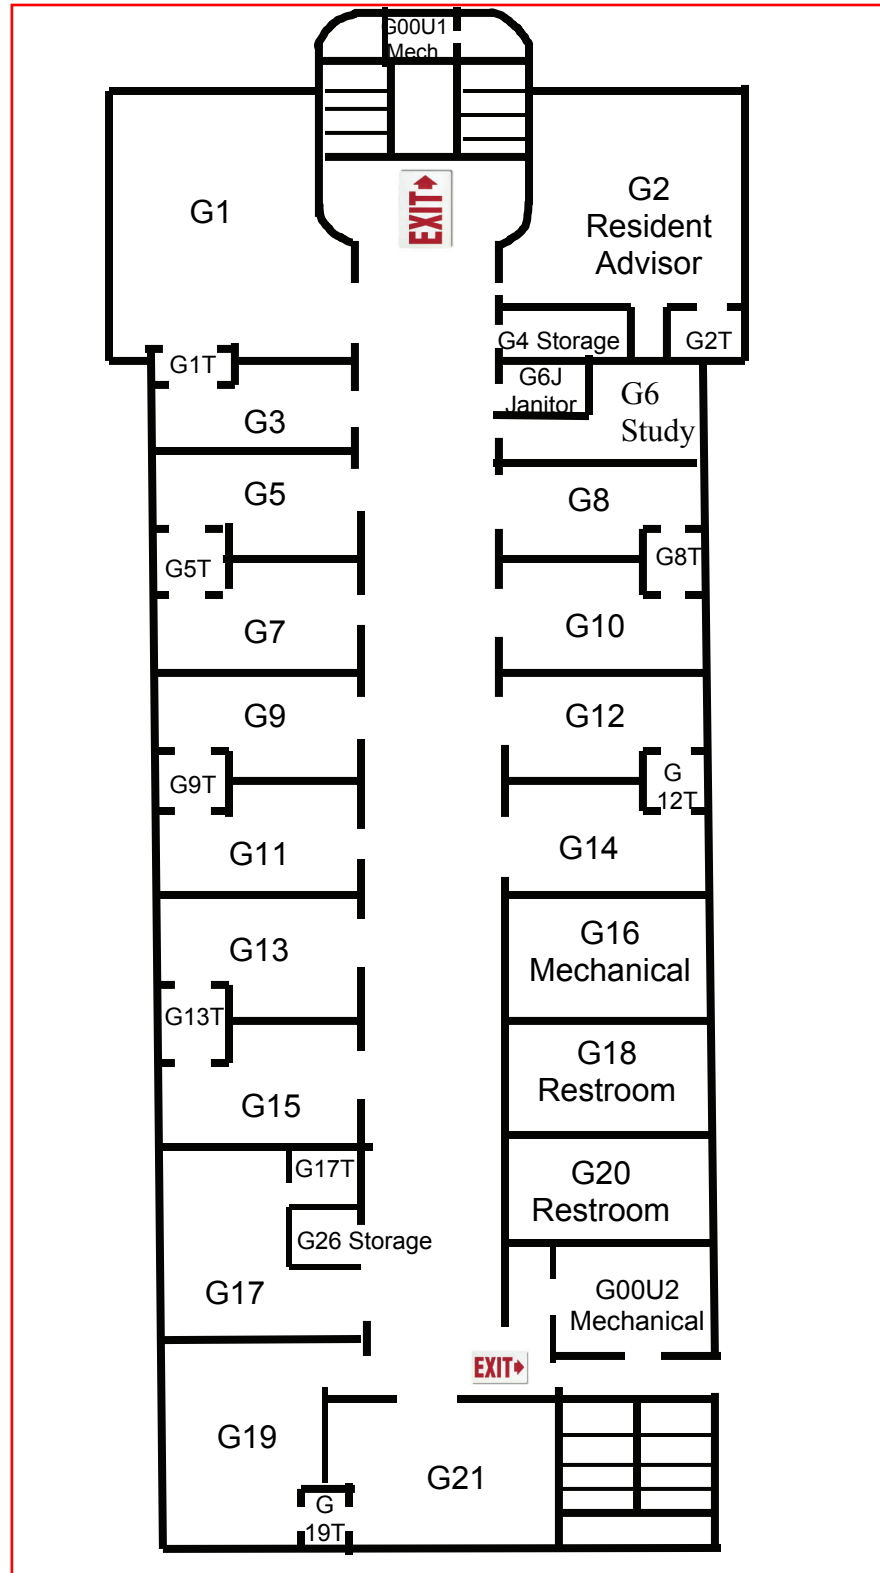 G00U1
Mech
EXIT
G1
G2
Resident
Advisor
G4 Storage
G2T
G1T
G6J
Janitor
G6
Study
G3
G5
G8
G5T
G8T
G7
G10
G9
G12
G9T
G
12T
G11
G14
G13
G16
Mechanical
G13T
G18
Restroom
G15
G17T
G20
Restroom
G26 Storage
G17
G00U2
Mechanical
EXIT
G19
G21
G
19T